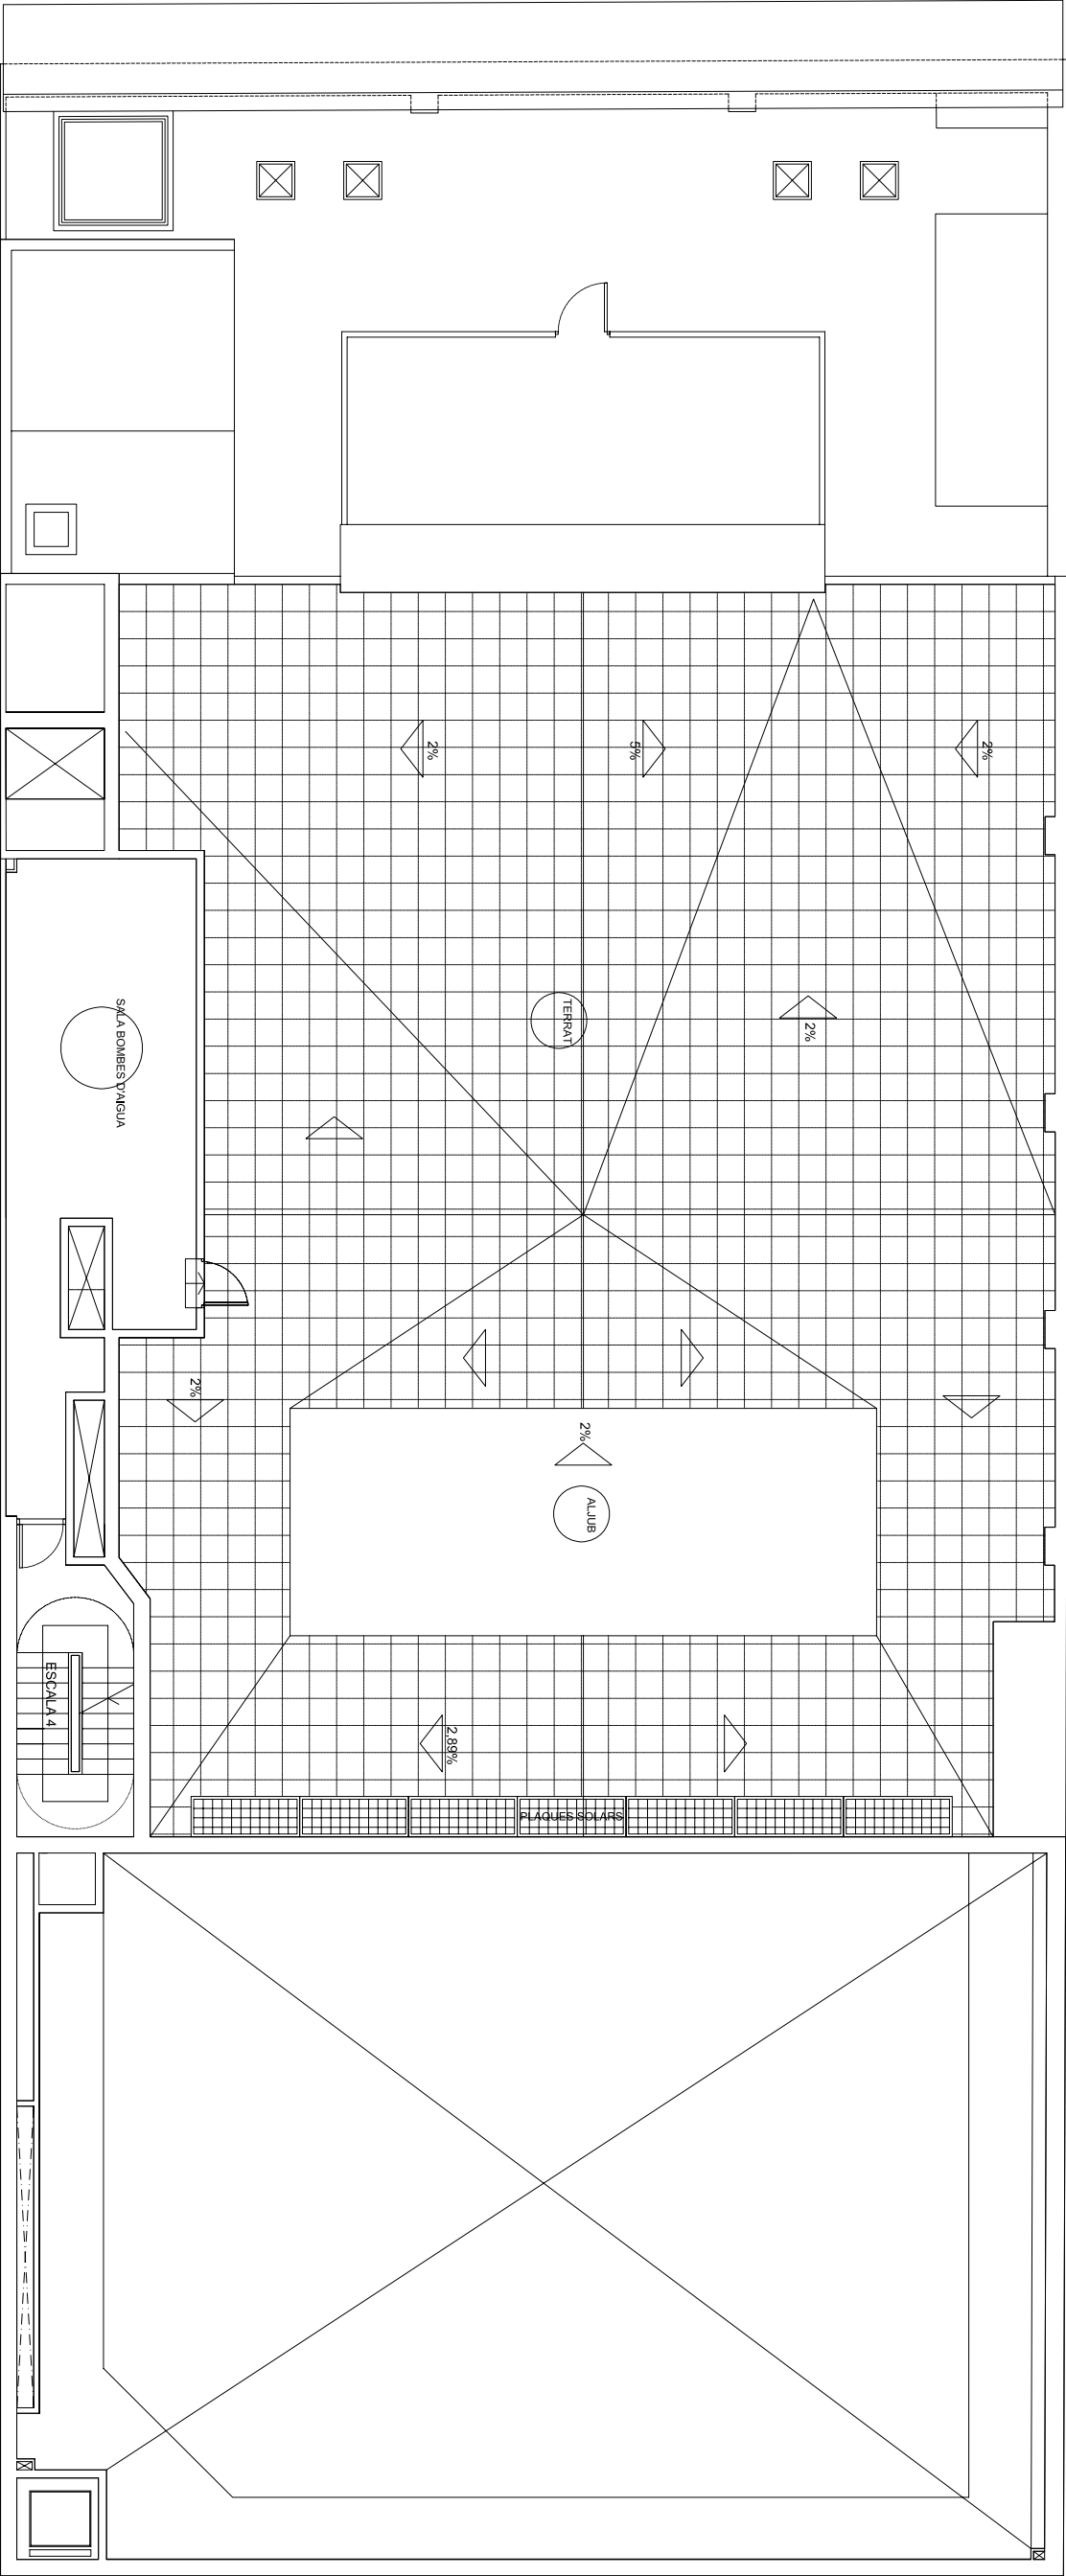 2%
5%
2%
TERRAT
2%
SALA BOMBES D'AIGUA
2%
2%
ALJUB
ESCALA 4
2,89%
PLAQUES SOLARS